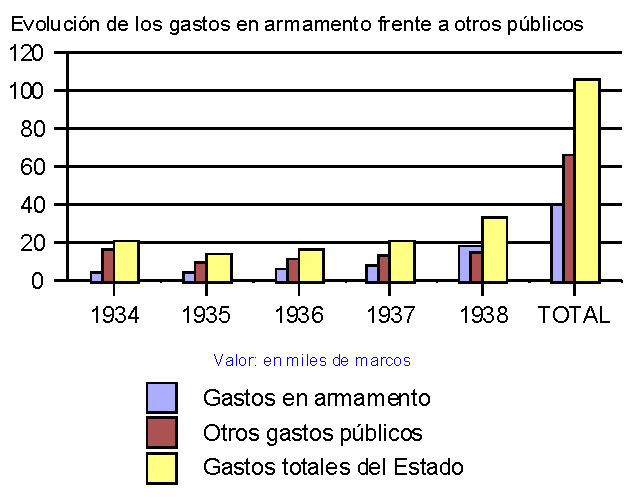 Evolución de los gastos en armamento frente a otros públicos
120
100
80
60
40
20
0
1934 1935 1936 1937 1938 TOTAL
Valor: en miles de marcos
Gastos en armamento
Otros gastos públicos
Gastos totales del Estado